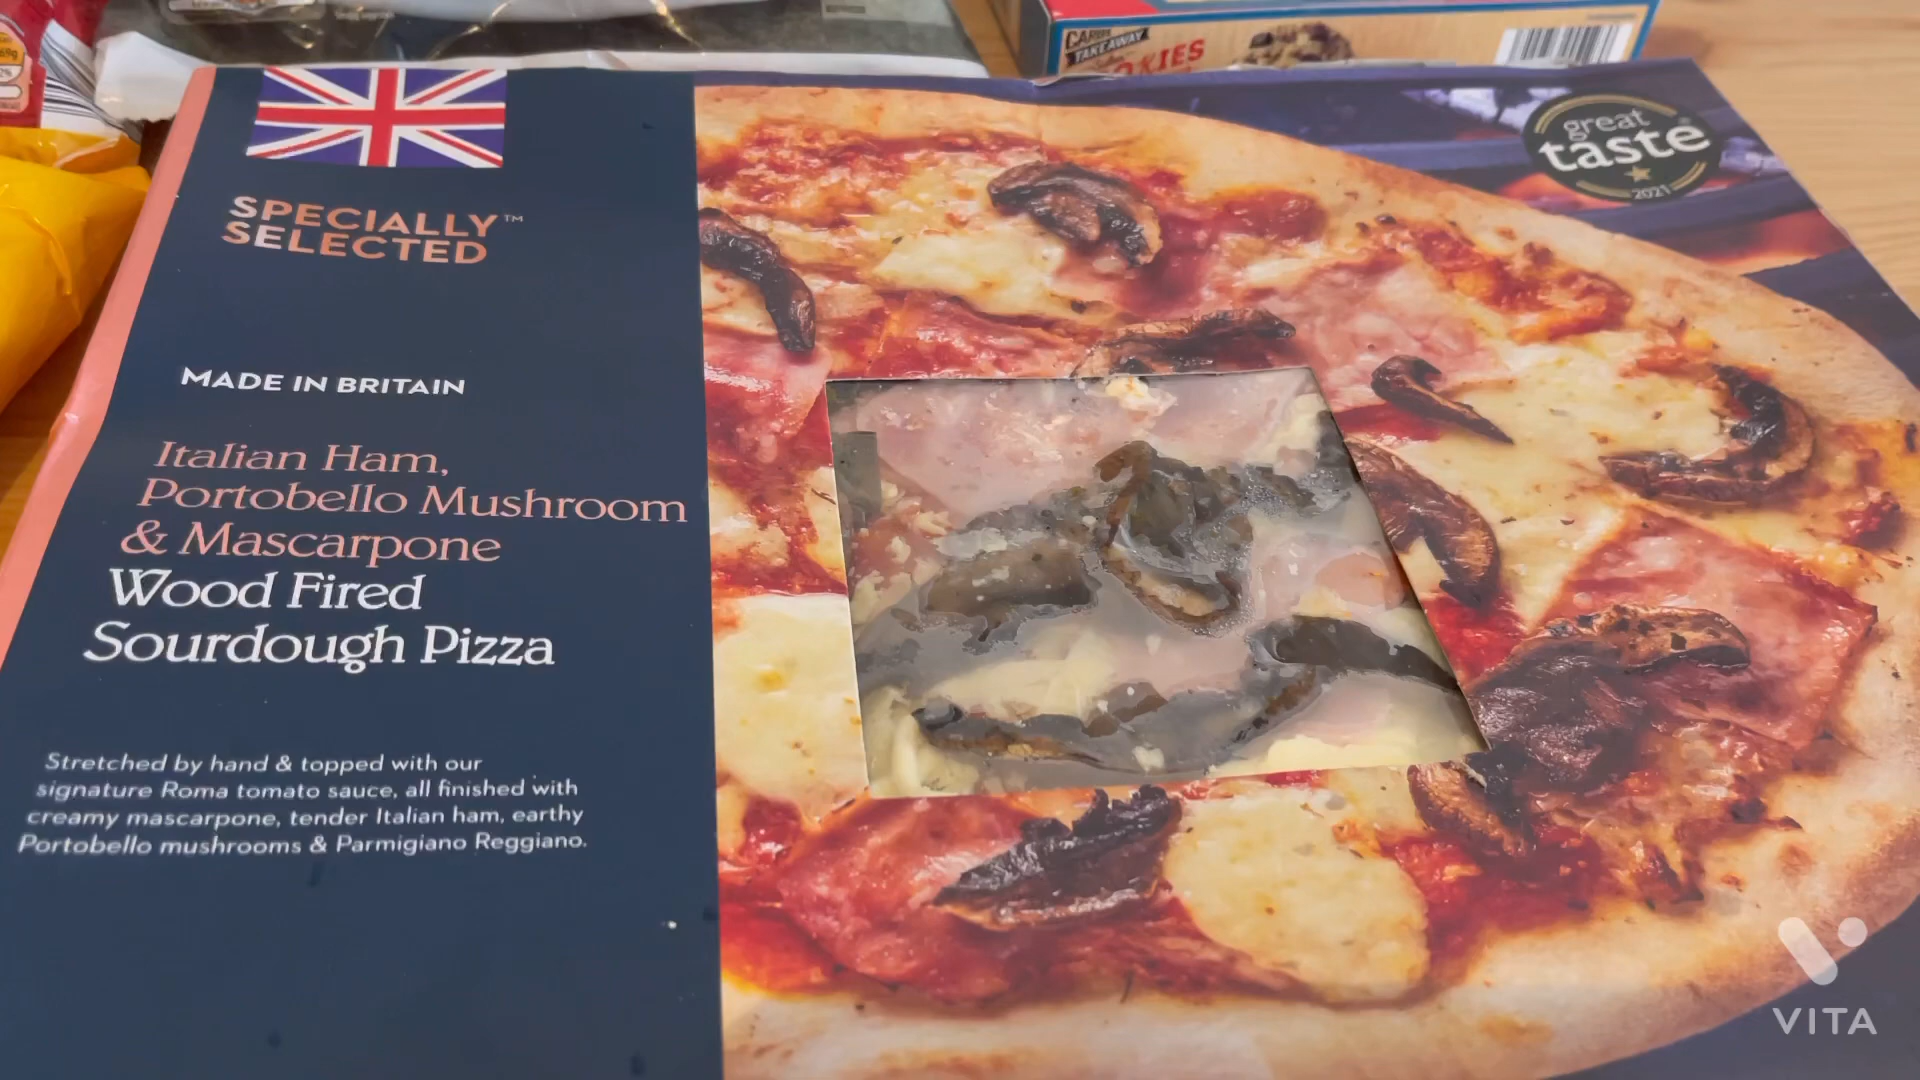 CARBY
TAKEAWAY
OKIES
great
taste
2021
SPECIALLY™
SELECTED
MADE IN BRITAIN
Italian Ham,
Portobello Mushroom
& Mascarpone
Wood Fired
Sourdough Pizza
Stretched by hand & topped with our
signature Roma tomato sauce, all finished with
creamy mascarpone, tender Italian ham, earthy
Portobello mushrooms & Parmigiano Reggiano.
VITA